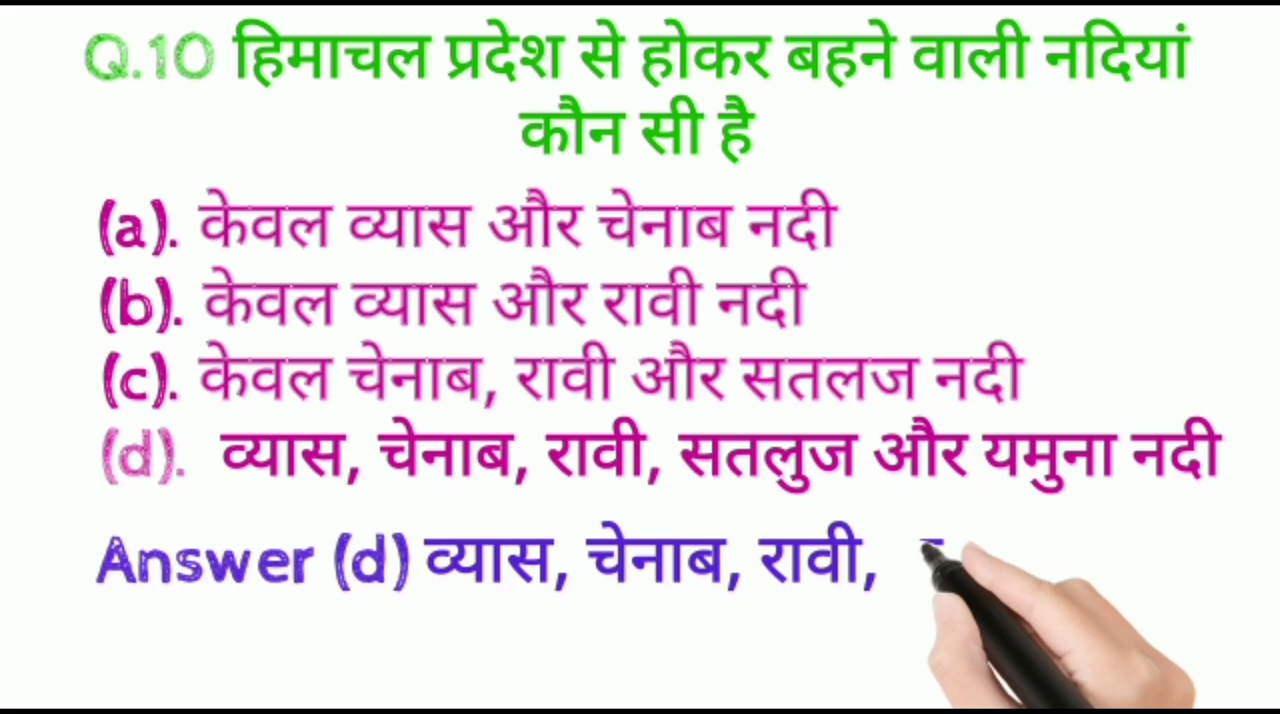 Q.10 हिमाचल प्रदेश से होकर बहने वाली नदियां
कौन सी है
(a). केवल व्यास और चेनाब नदी
(b). केवल व्यास और रावी नदी
(c). केवल चेनाब, रावी और सतलज नदी
(d). व्यास, चेनाब, रावी, सतलुज और यमुना नदी
Answer (d) व्यास, चेनाब, रावी,